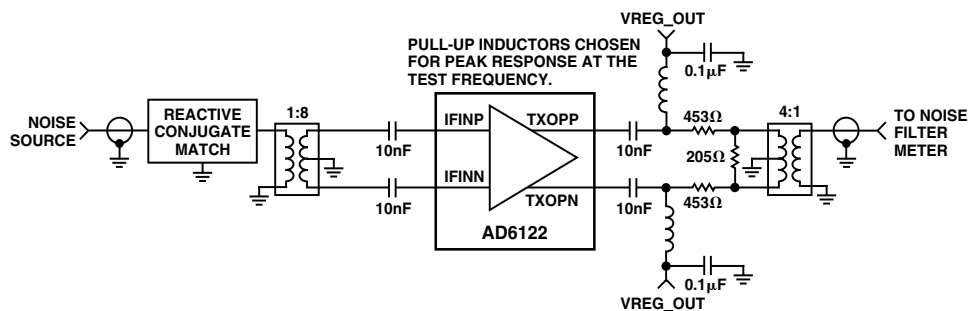 VREG_OUT
PULL-UP INDUCTORS CHOSEN
FOR PEAK RESPONSE AT THE
TEST FREQUENCY.
0.1μF
NOISE
SOURCE
REACTIVE
CONJUGATE
MATCH
1:8
10nF
10nF
IFINP
IFINN
TXOPP
TXOPN
AD6122
10nF
10nF
453Ω
205Ω
453Ω
4:1
TO NOISE
FILTER
METER
0.1μF
VREG_OUT